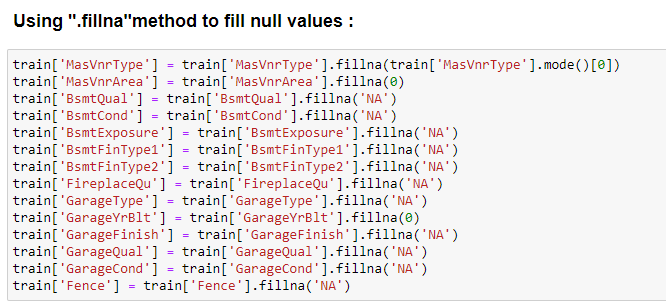 Using ".fillna"method to fill null values :
train['MasVnrType'] = train['MasVnrType'].fillna(train['MasVnrType'].mode()[0])
train['MasVnrArea'] = train['MasVnrArea'].fillna(0)
train['BsmtQual'] = train['BsmtQual'].fillna('NA')
train['BsmtCond'] = train['BsmtCond'].fillna('NA')
train['BsmtExposure'] = train['BsmtExposure'].fillna('NA')
train['BsmtFinType1'] = train['BsmtFinType1'].fillna('NA')
train['BsmtFinType2'] = train['BsmtFinType2'].fillna('NA')
train['FireplaceQu'] = train['FireplaceQu'].fillna('NA')
train['GarageType'] = train['GarageType'].fillna('NA')
train['GarageYrBlt'] = train['GarageYrBlt'].fillna(0)
train['GarageFinish'] = train['GarageFinish'].fillna('NA')
train['GarageQual'] = train['GarageQual'].fillna('NA')
train['GarageCond'] = train['GarageCond'].fillna('NA')
train['Fence'] = train['Fence'].fillna('NA')